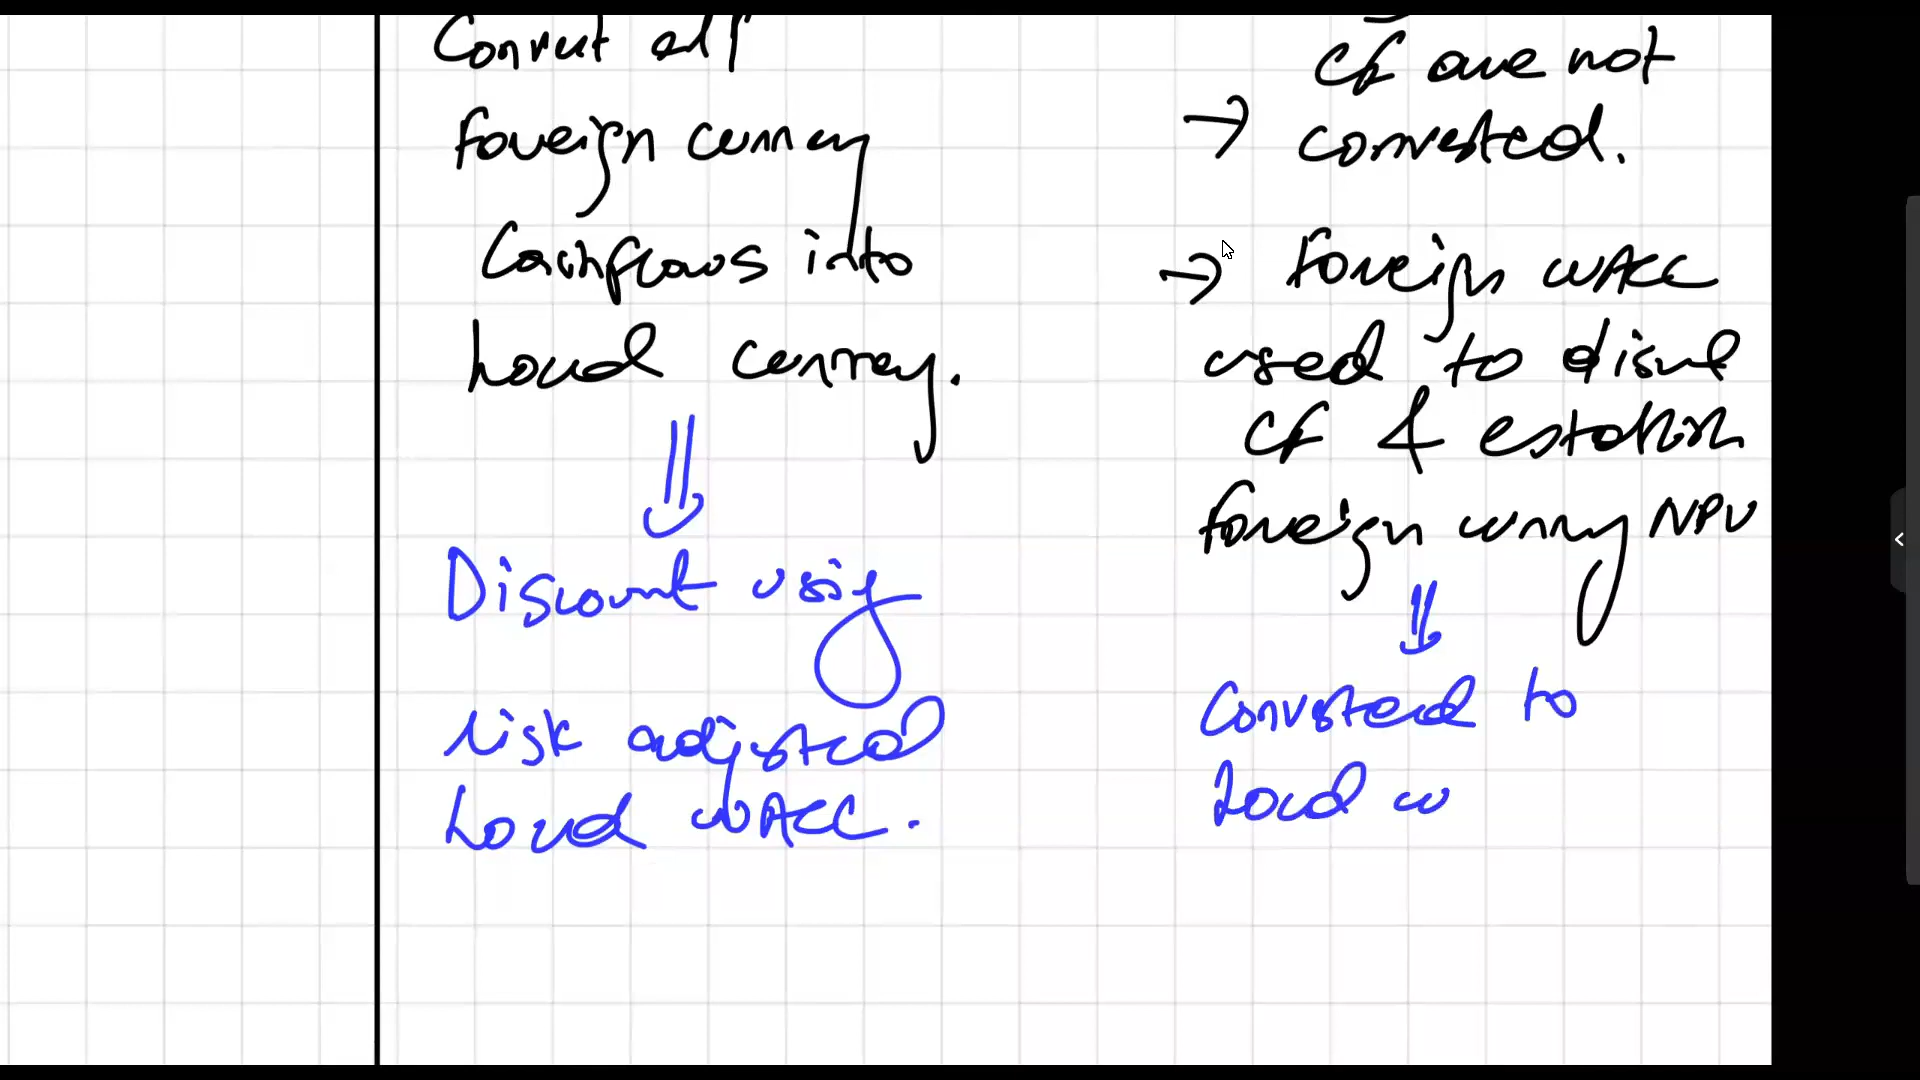 Convert all
foreign currency
Cashflows into
Local currency.
Discount using
risk adjusted
Local WACC.
CF are not
→ converted.
→ foreign WACC
used to discount
CF & establish
foreign currency NPV
Converted to
Local